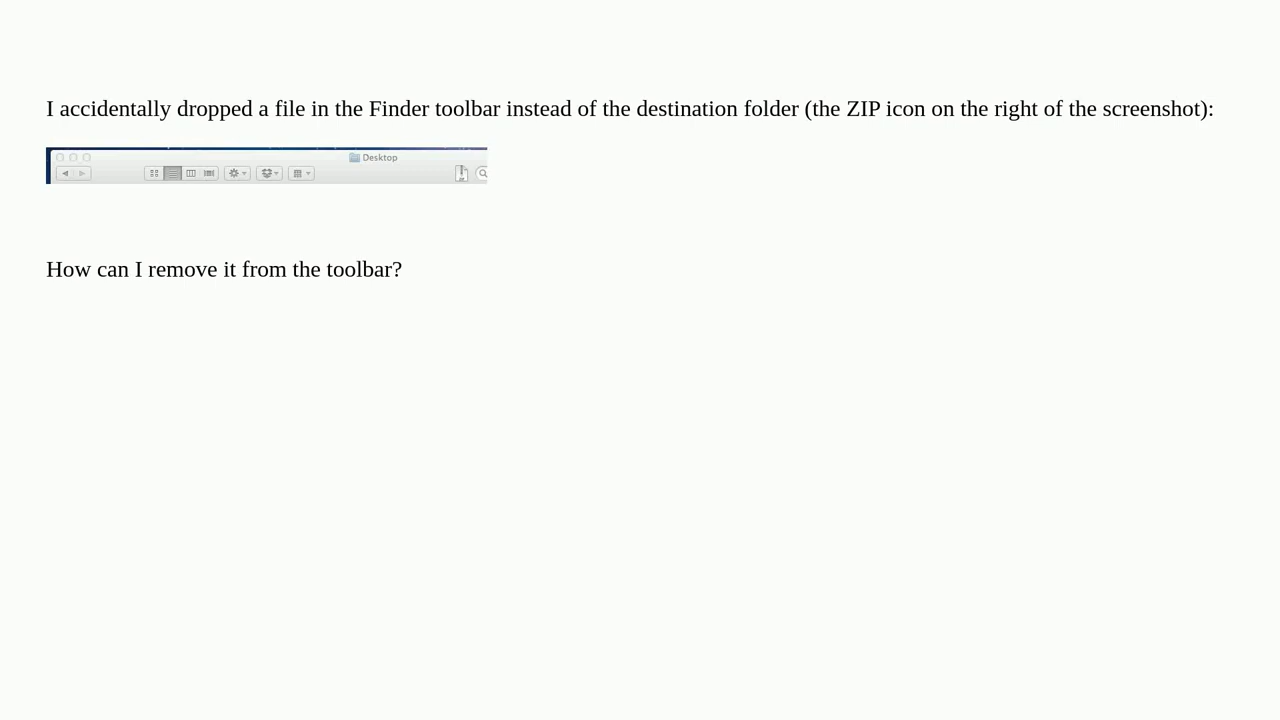 I accidentally dropped a file in the Finder toolbar instead of the destination folder (the ZIP icon on the right of the screenshot):
Desktop
How can I remove it from the toolbar?